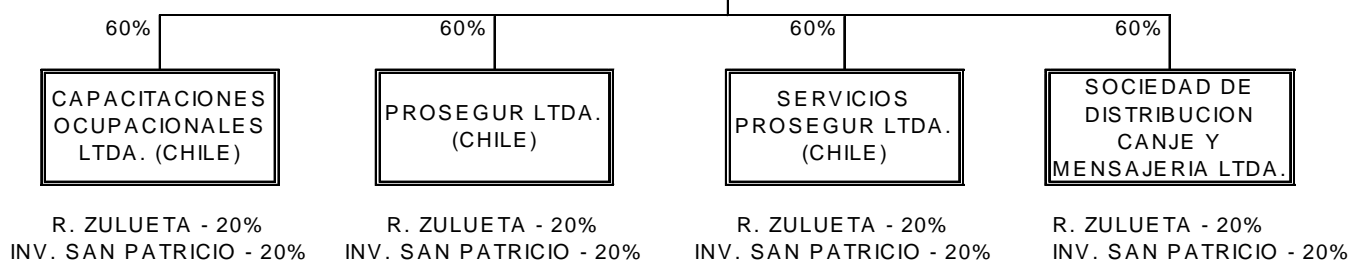 60%
60%
60%
60%
CAPACITACIONES
OCUPACIONALES
LTDA. (CHILE)
PROSEGUR LTDA.
(CHILE)
SERVICIOS
PROSEGUR LTDA.
(CHILE)
SOCIEDAD DE
DISTRIBUCION
CANJE Y
MENSAJERIA LTDA.
R. ZULUETA - 20%
INV. SAN PATRICIO - 20%
R. ZULUETA - 20%
INV. SAN PATRICIO - 20%
R. ZULUETA - 20%
INV. SAN PATRICIO - 20%
R. ZULUETA - 20%
INV. SAN PATRICIO - 20%